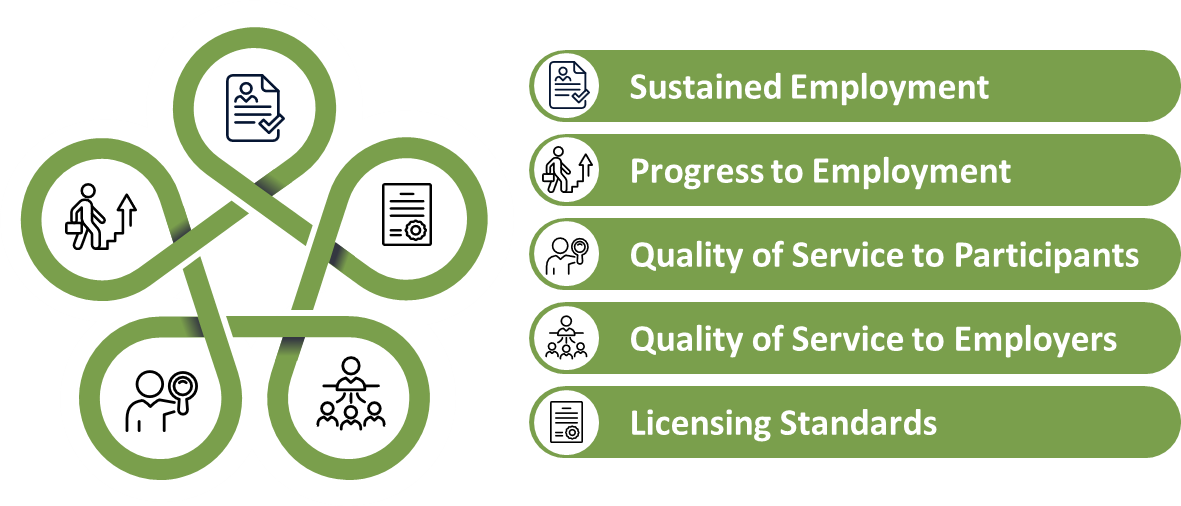 Sustained Employment
Progress to Employment
Quality of Service to Participants
Quality of Service to Employers
Licensing Standards